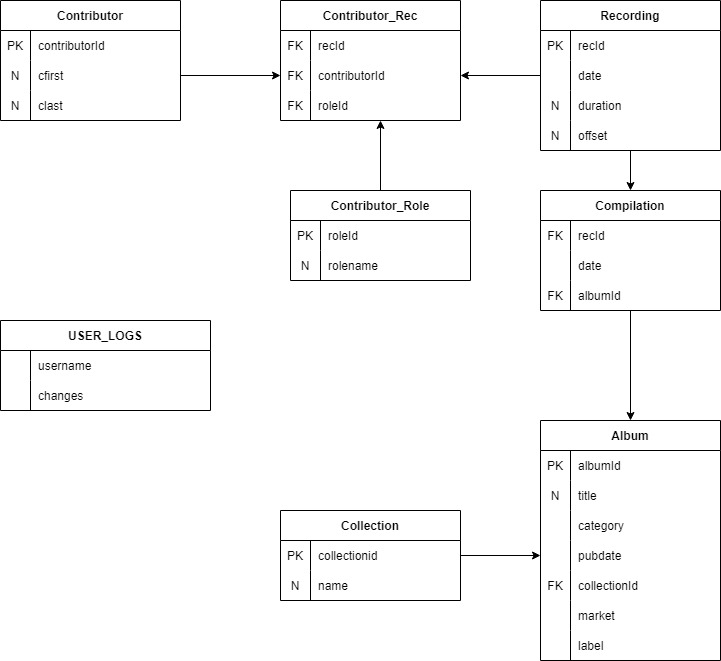 Contributor
PK contributorId
N cfirst
N clast
Contributor_Rec
FK recId
FK contributorId
FK roleId
Recording
PK recId
date
N duration
N offset
Contributor_Role
PK roleId
N rolename
Compilation
FK recId
date
FK albumId
USER_LOGS
username
changes
Album
PK albumId
N title
category
pubdate
FK collectionId
market
label
Collection
PK collectionid
N name